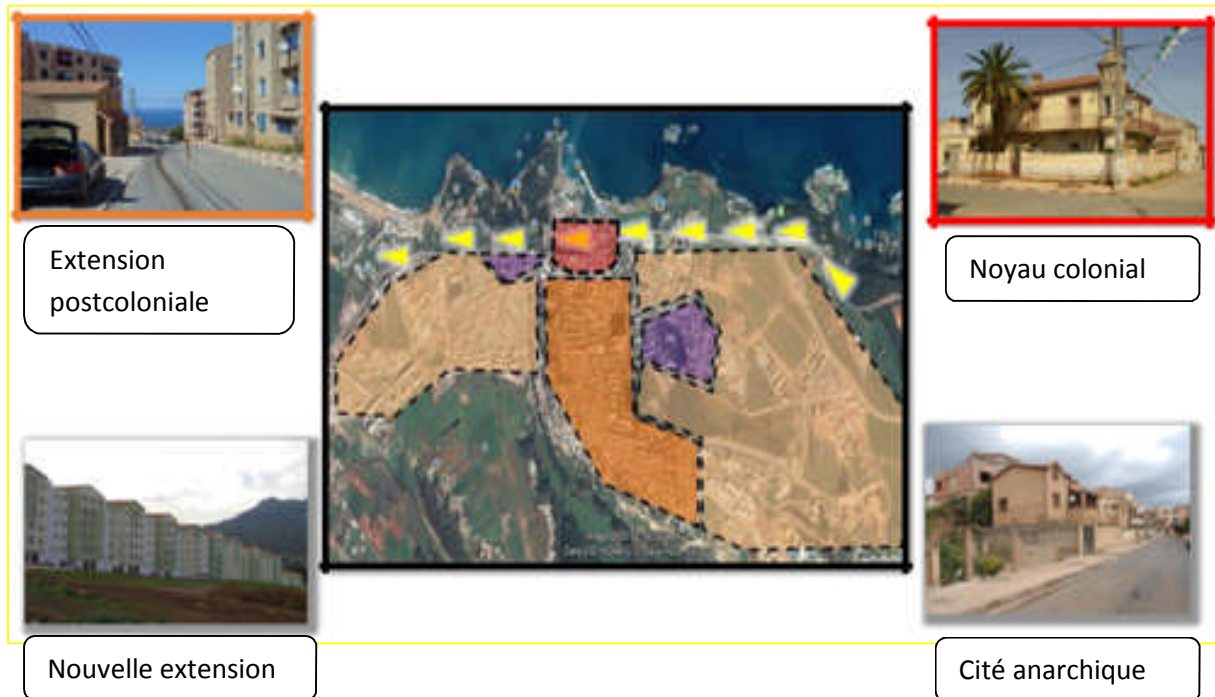 Extension
postcoloniale
Noyau colonial
Nouvelle extension
Cité anarchique